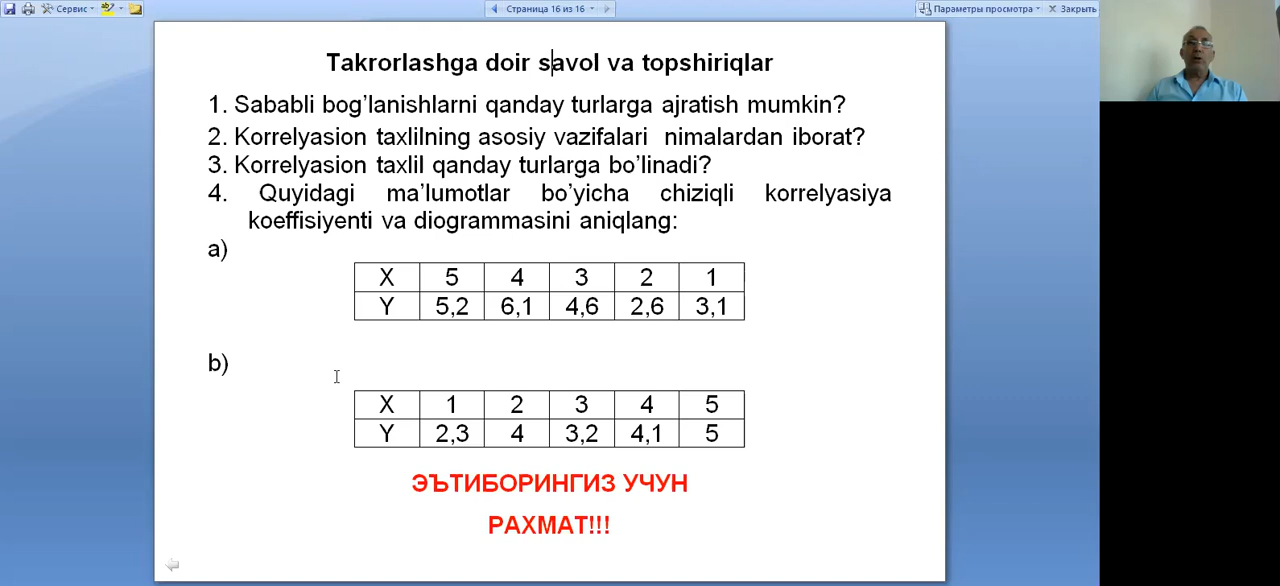 Сервис
Страница 16 из 16
Параметры просмотра
Закрыть
Takrorlashga doir savol va topshiriqlar
1. Sababli bog’lanishlarni qanday turlarga ajratish mumkin?
2. Korrelyasion taxlilning asosiy vazifalari nimalardan iborat?
3. Korrelyasion taxlil qanday turlarga bo’linadi?
4. Quyidagi ma’lumotlar bo’yicha chiziqli korrelyasiya
koeffisiyenti va diogrammasini aniqlang:
a)
X 5 4 3 2 1
Y 5,2 6,1 4,6 2,6 3,1
b)
X 1 2 3 4 5
Y 2,3 4 3,2 4,1 5
ЭЪТИБОРИНГИЗ УЧУН
РАХМАТ!!!